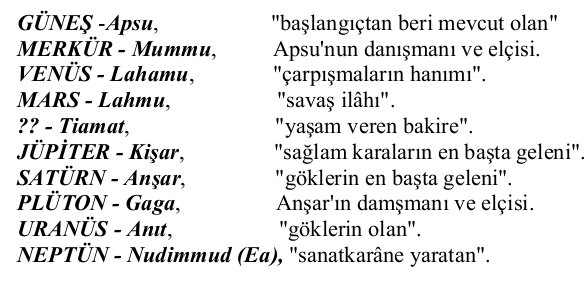 GÜNEŞ -Apsu, "başlangıçtan beri mevcut olan"
MERKÜR - Mummu, Apsu'nun danışmanı ve elçisi.
VENÜS - Lahamu, "çarpışmaların hanımı".
MARS - Lahmu, "savaş ilâhı".
?? - Tiamat, "yaşam veren bakire".
JÜPİTER - Kişar, "sağlam karaların en başta geleni".
SATÜRN - Anşar, "göklerin en başta geleni".
PLÜTON - Gaga, Anşar'ın damşmanı ve elçisi.
URANÜS - Anıt, "göklerin olan".
NEPTÜN - Nudimmud (Ea), "sanatkarâne yaratan".